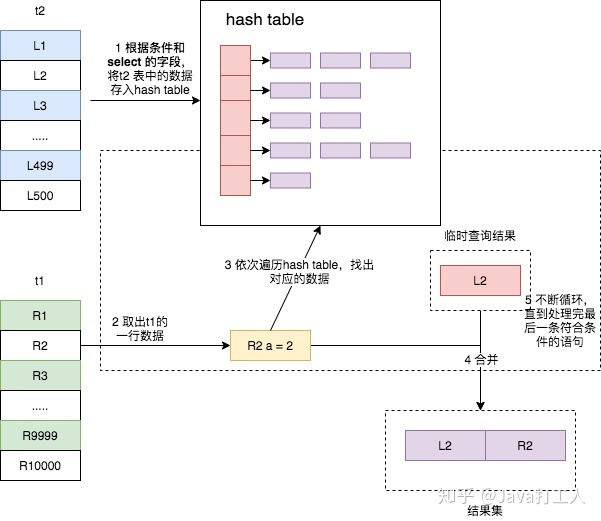 t2
L1
L2
L3
.....
L499
L500
1 根据条件和
select 的字段，
将t2 表中的数据
存入hash table
hash table
t1
R1
R2
R3
.....
R9999
R10000
2 取出t1的
一行数据
R2 a = 2
3 依次遍历hash table，找出
对应的数据
临时查询结果
L2
5 不断循环，
直到处理完最
后一条符合条
件的语句
4 合并
L2
R2
结果集
知乎 @Java打工人